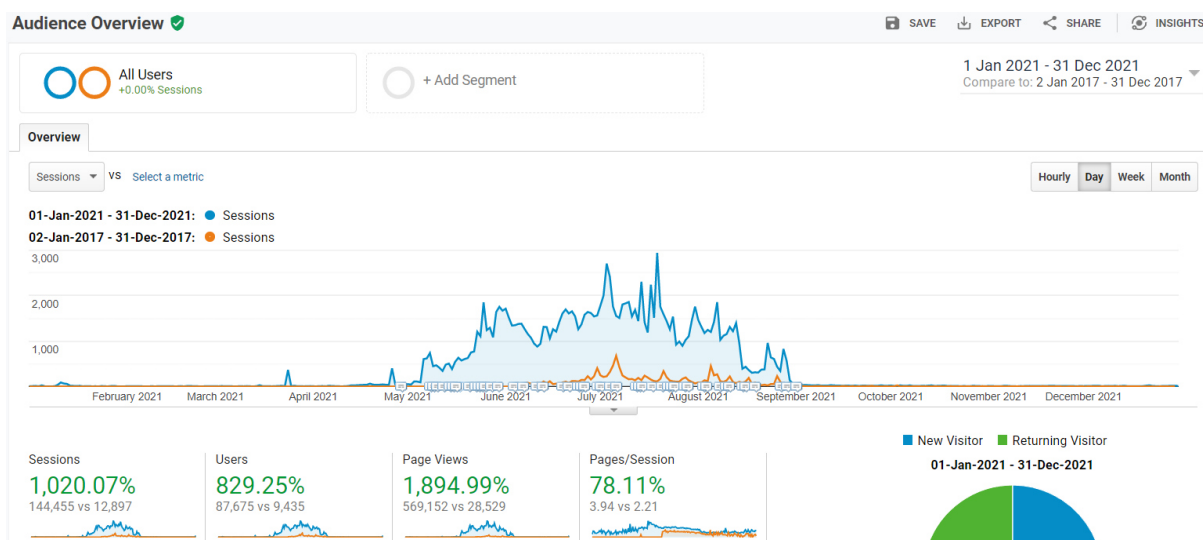 Audience Overview
SAVE EXPORT SHARE INSIGHTS
All Users
+0.00% Sessions
+ Add Segment
1 Jan 2021 - 31 Dec 2021
Compare to: 2 Jan 2017 - 31 Dec 2017
Overview
Sessions VS Select a metric
Hourly Day Week Month
01-Jan-2021 - 31-Dec-2021: Sessions
02-Jan-2017 - 31-Dec-2017: Sessions
3,000
2,000
1,000
February 2021 March 2021 April 2021 May 2021 June 2021 July 2021 August 2021 September 2021 October 2021 November 2021 December 2021
New Visitor Returning Visitor
01-Jan-2021 - 31-Dec-2021
Sessions
1,020.07%
144,455 vs 12,897
Users
829.25%
87,675 vs 9,435
Page Views
1,894.99%
569,152 vs 28,529
Pages/Session
78.11%
3.94 vs 2.21